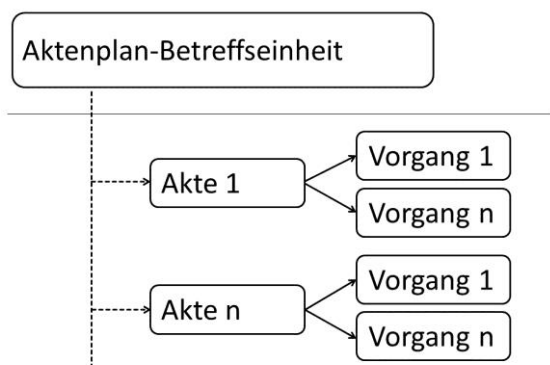 Aktenplan-Betreffseinheit
Akte 1
Vorgang 1
Vorgang n
Akte n
Vorgang 1
Vorgang n